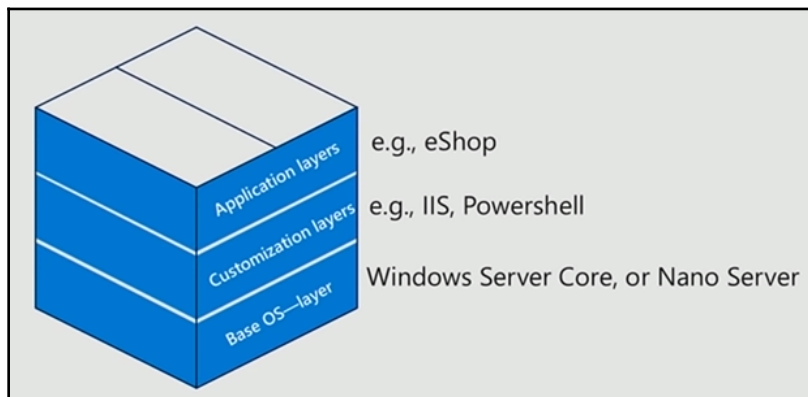 Application layers
e.g., eShop
Customization layers
e.g., IIS, Powershell
Base OS—layer
Windows Server Core, or Nano Server